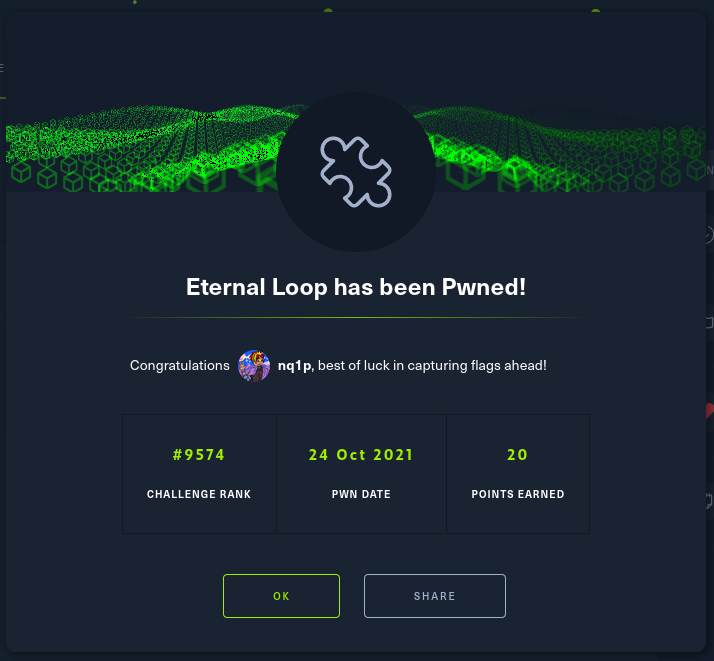 Eternal Loop has been Pwned!
Congratulations nq1p, best of luck in capturing flags ahead!
#9574 24 Oct 2021 20
CHALLENGE RANK PWN DATE POINTS EARNED
OK SHARE